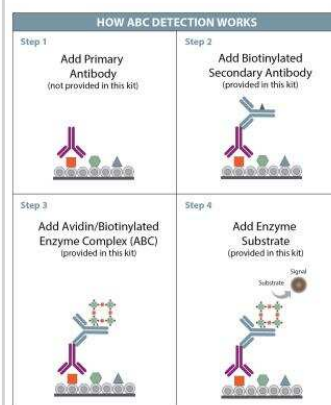 HOW ABC DETECTION WORKS
Step 1
Add Primary
Antibody
(not provided in this kit)
Step 2
Add Biotinylated
Secondary Antibody
(provided in this kit)
Step 3
Add Avidin/Biotinylated
Enzyme Complex (ABC)
(provided in this kit)
Step 4
Add Enzyme
Substrate
(provided in this kit)
Signal
Substrate